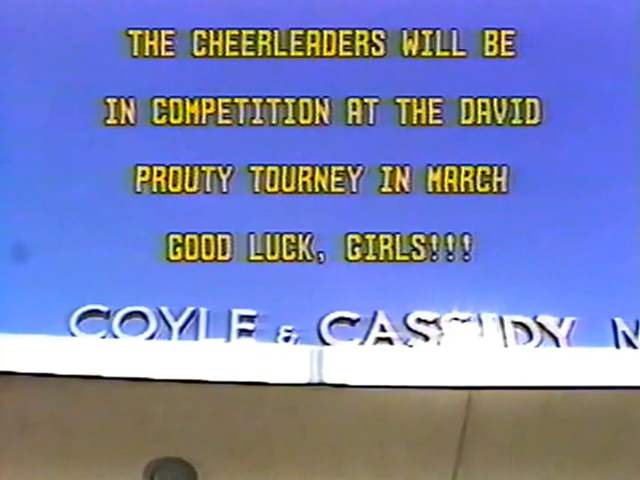 THE CHEERLEADERS WILL BE
IN COMPETITION AT THE DAVID
PROUTY TOURNEY IN MARCH
GOOD LUCK, GIRLS!!!
COYLE & CASSIDY